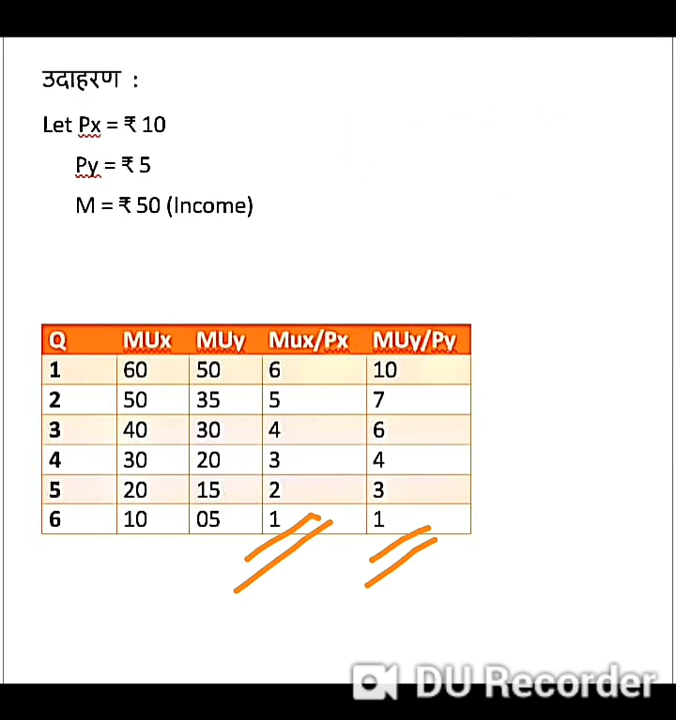 उदाहरण :
Let Px = ₹ 10
Py = ₹ 5
M = ₹ 50 (Income)
Q MUx MUy Mux/Px MUy/Py
1 60 50 6 10
2 50 35 5 7
3 40 30 4 6
4 30 20 3 4
5 20 15 2 3
6 10 05 1 1
DU Recorder